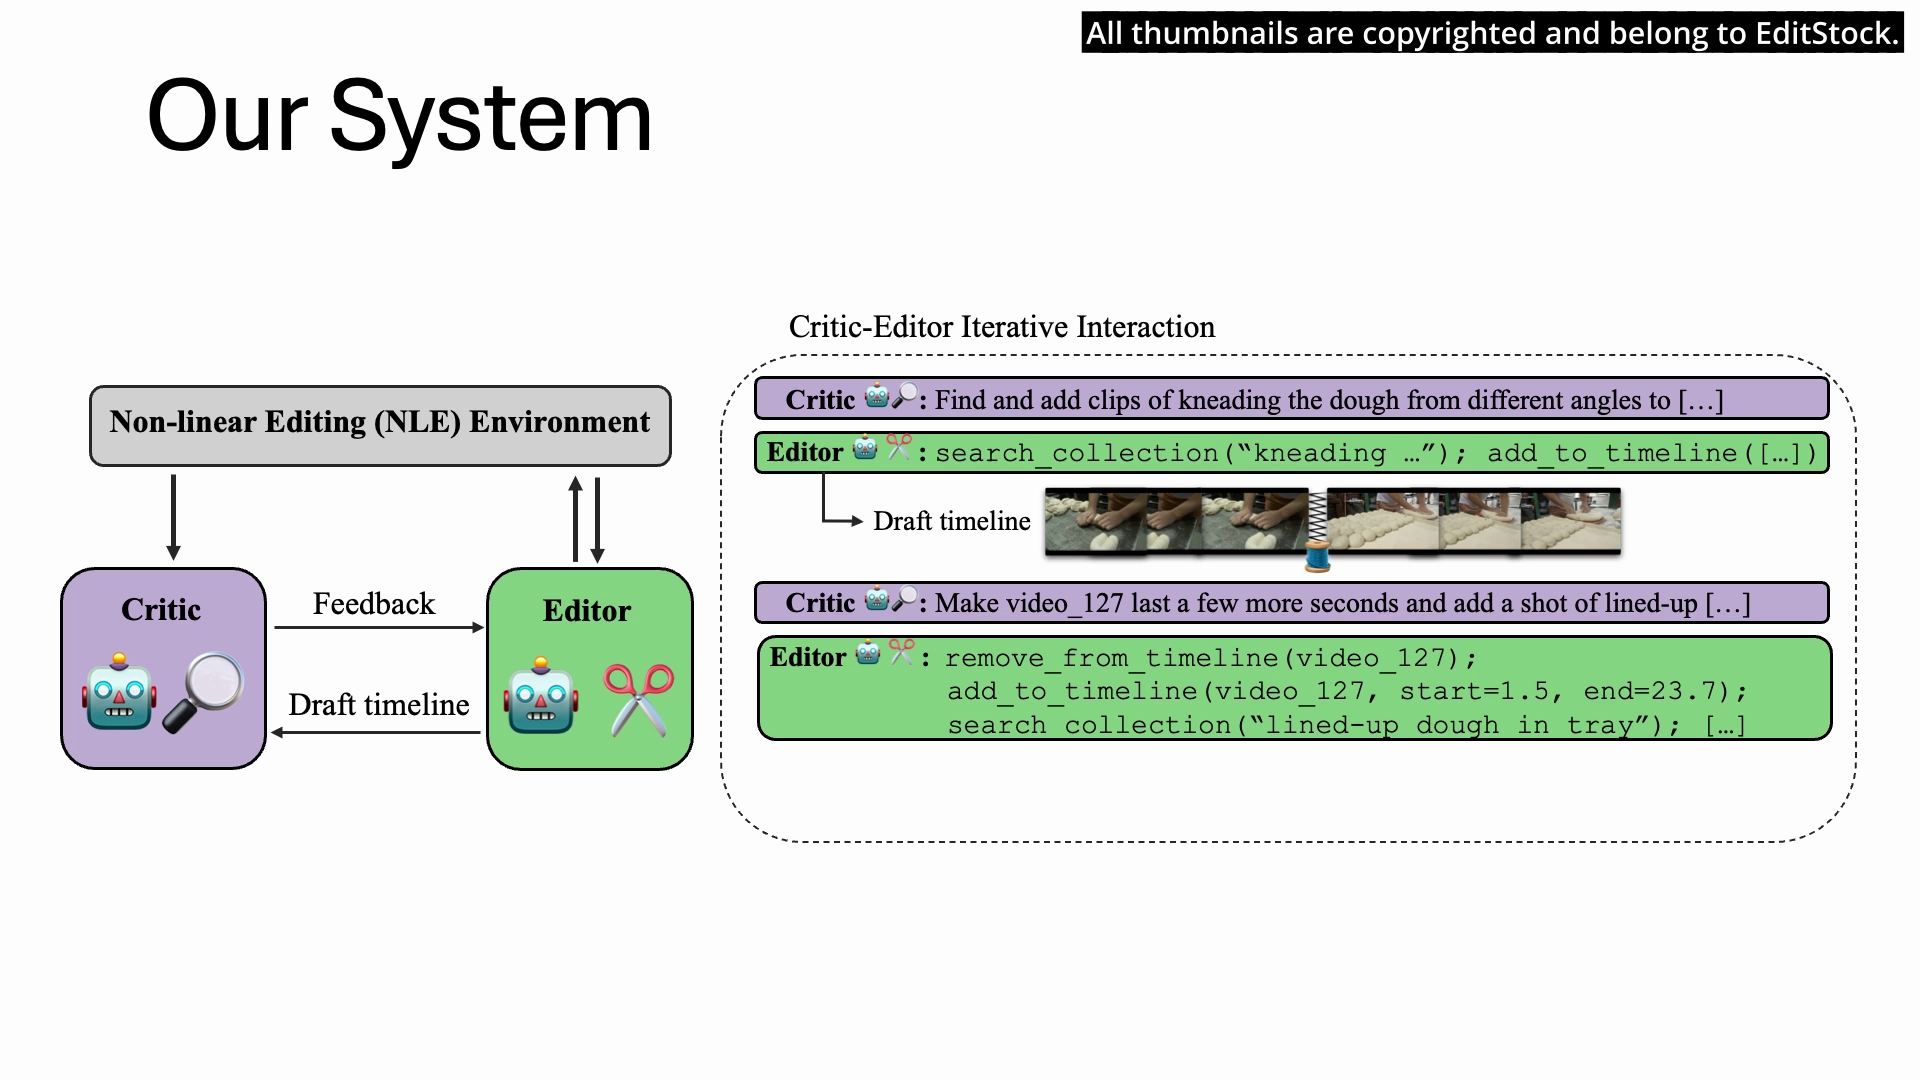 All thumbnails are copyrighted and belong to EditStock.
Our System
Non-linear Editing (NLE) Environment
Critic
Feedback
Editor
Draft timeline
Critic-Editor Iterative Interaction
Critic : Find and add clips of kneading the dough from different angles to […]
Editor : search_collection(“kneading …”); add_to_timeline([…])
Draft timeline
Critic : Make video_127 last a few more seconds and add a shot of lined-up […]
Editor : remove_from_timeline(video_127);
add_to_timeline(video_127, start=1.5, end=23.7);
search_collection(“lined-up dough in tray”); […]